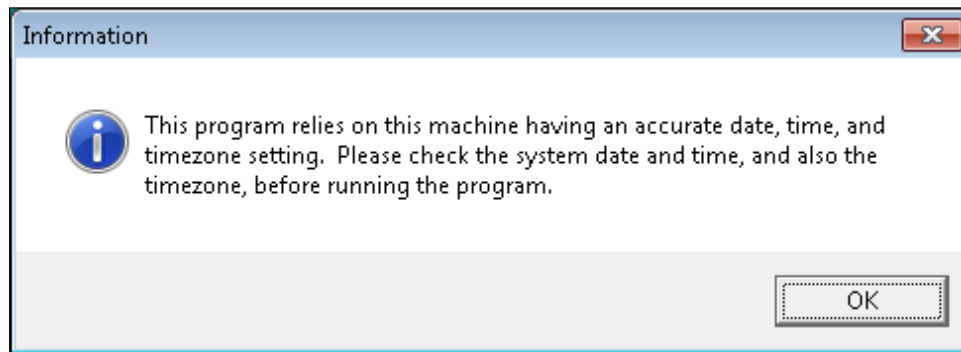 Information
This program relies on this machine having an accurate date, time, and
timezone setting.  Please check the system date and time, and also the
timezone, before running the program.
OK